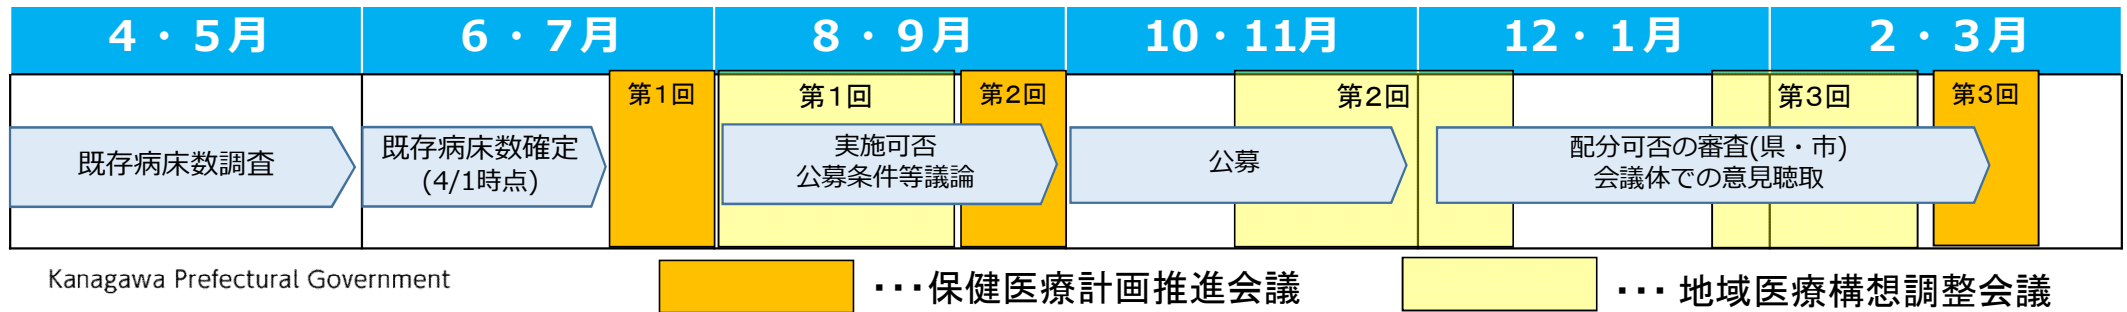 4・5月
6・7月
8・9月
10・11月
12・1月
2・3月
第1回
第1回
第2回
第2回
第3回
第3回
既存病床数調査
既存病床数確定
(4/1時点)
実施可否
公募条件等議論
公募
配分可否の審査(県・市)
会議体での意見聴取
Kanagawa Prefectural Government
･･･保健医療計画推進会議
･･･ 地域医療構想調整会議